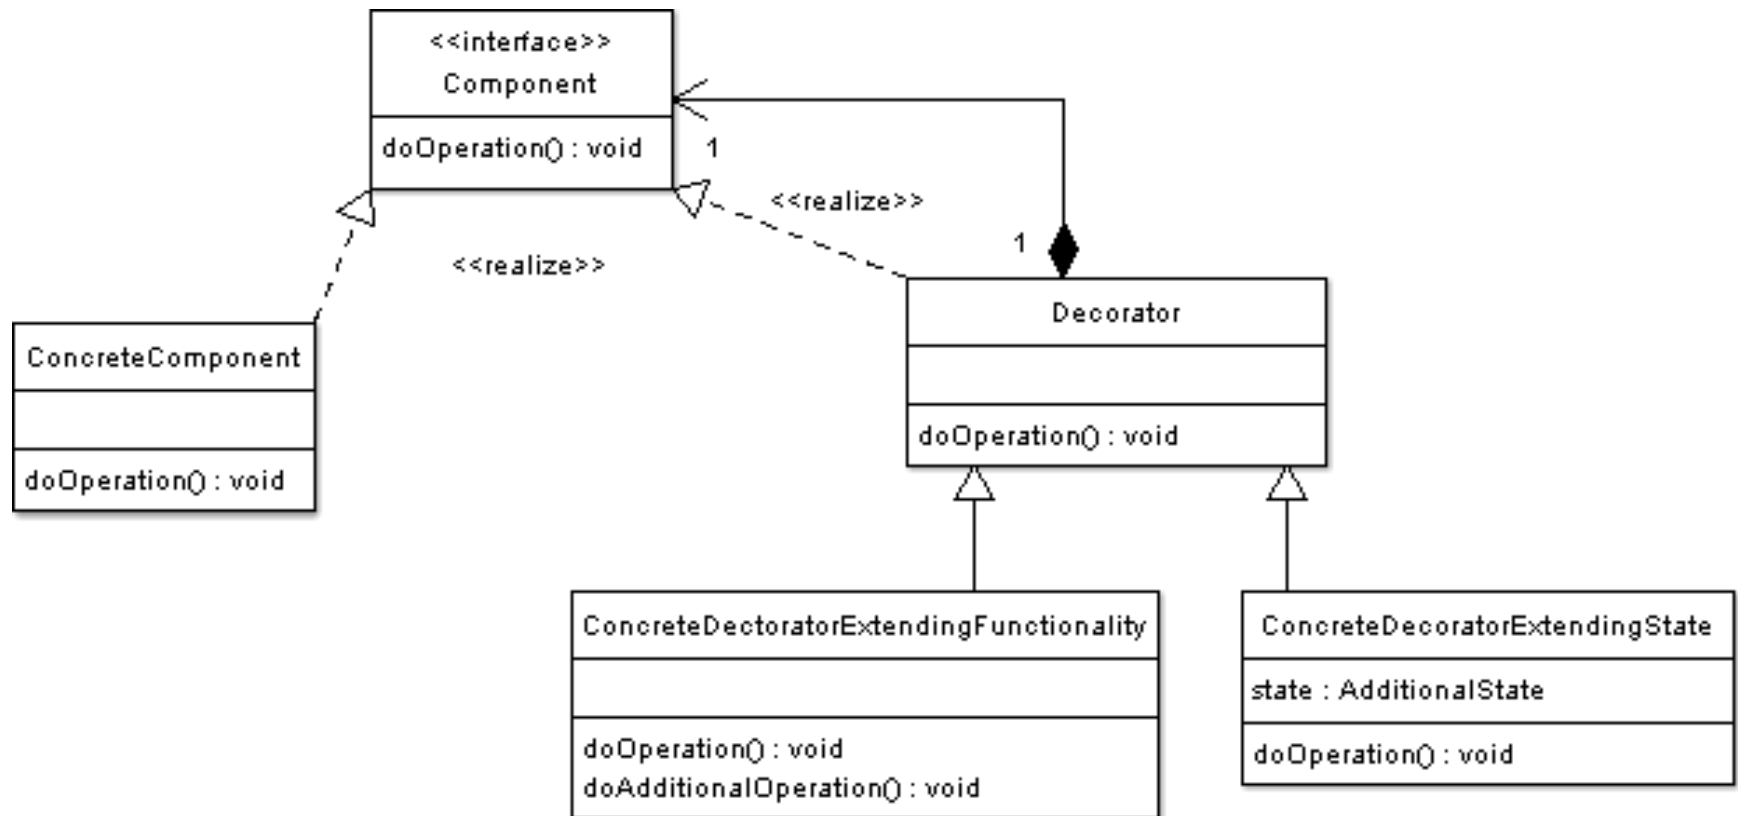 <<interface>>
Component
doOperation() : void
1
<<realize>>
1
<<realize>>
Decorator
doOperation() : void
ConcreteComponent
doOperation() : void
ConcreteDectoratorExtendingFunctionality
doOperation() : void
doAdditionalOperation() : void
ConcreteDecoratorExtendingState
state : AdditionalState
doOperation() : void